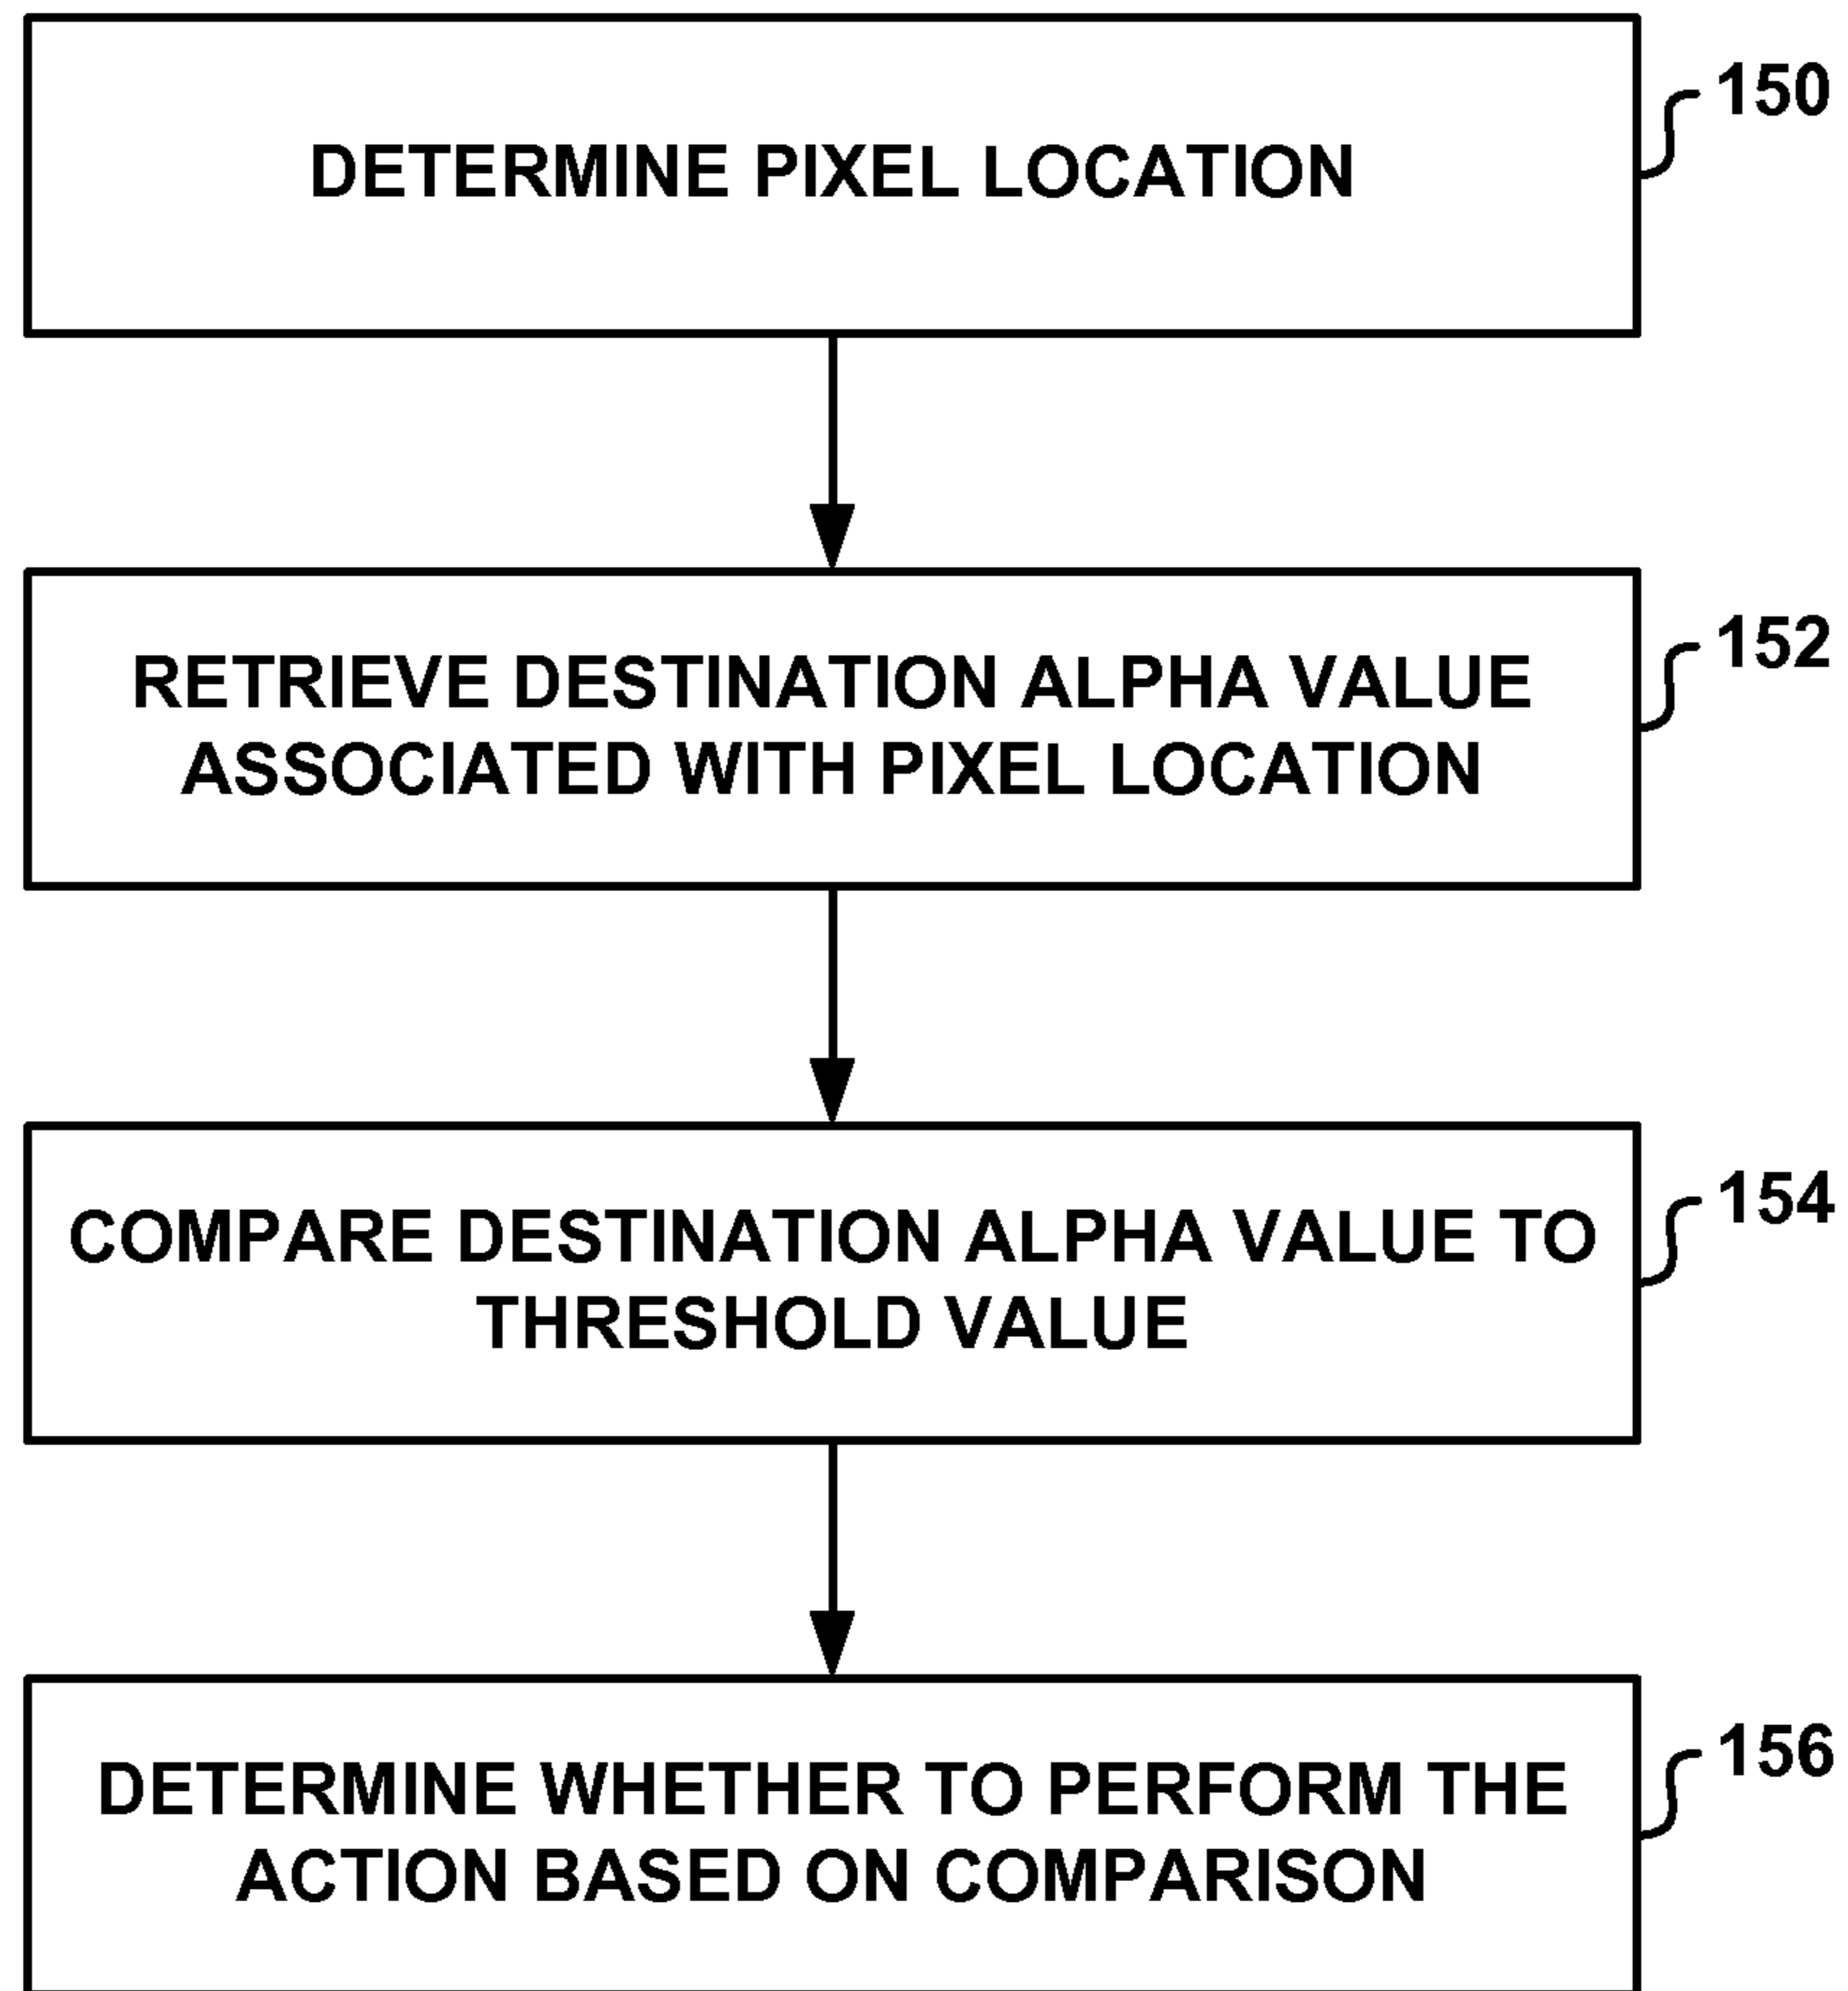 150
DETERMINE PIXEL LOCATION
152
RETRIEVE DESTINATION ALPHA VALUE
ASSOCIATED WITH PIXEL LOCATION
154
COMPARE DESTINATION ALPHA VALUE TO
THRESHOLD VALUE
156
DETERMINE WHETHER TO PERFORM THE
ACTION BASED ON COMPARISON